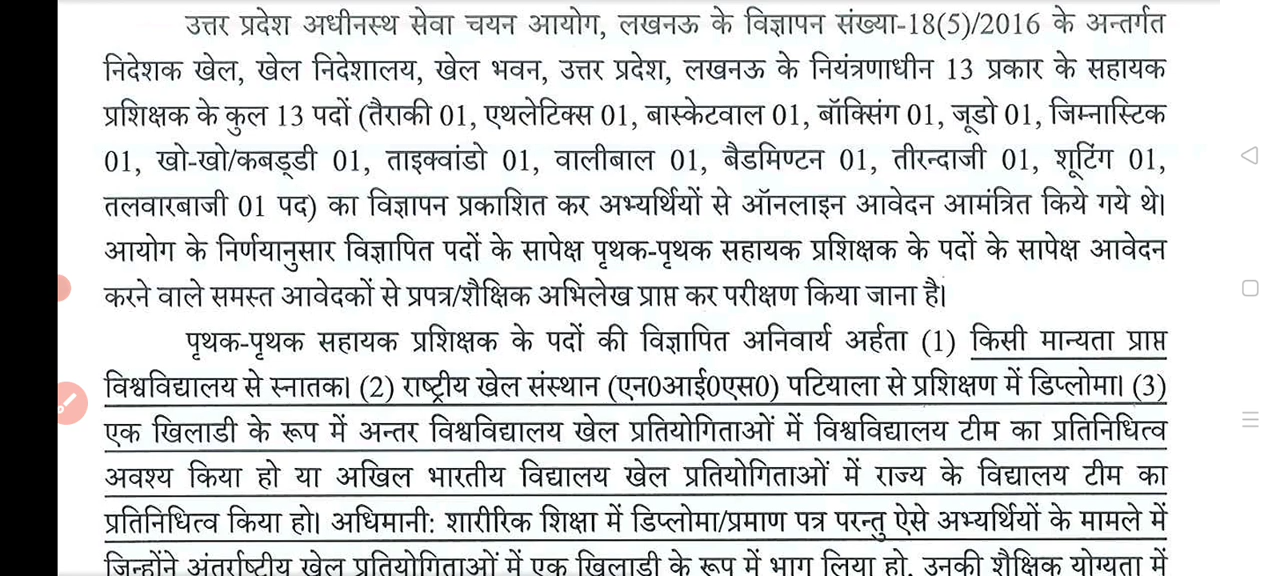 उत्तर प्रदेश अधीनस्थ सेवा चयन आयोग, लखनऊ के विज्ञापन संख्या-18(5)/2016 के अन्तर्गत
निदेशक खेल, खेल निदेशालय, खेल भवन, उत्तर प्रदेश, लखनऊ के नियंत्रणाधीन 13 प्रकार के सहायक
प्रशिक्षक के कुल 13 पदों (तैराकी 01, एथलेटिक्स 01, बास्केटवाल 01, बॉक्सिंग 01, जूडो 01, जिम्नास्टिक
01, खो-खो/कबड्डी 01, ताइक्वांडो 01, वालीबाल 01, बैडमिण्टन 01, तीरन्दाजी 01, शूटिंग 01,
तलवारबाजी 01 पद) का विज्ञापन प्रकाशित कर अभ्यर्थियों से ऑनलाइन आवेदन आमंत्रित किये गये थे।
आयोग के निर्णयानुसार विज्ञापित पदों के सापेक्ष पृथक-पृथक सहायक प्रशिक्षक के पदों के सापेक्ष आवेदन
करने वाले समस्त आवेदकों से प्रपत्र/शैक्षिक अभिलेख प्राप्त कर परीक्षण किया जाना है।
पृथक-पृथक सहायक प्रशिक्षक के पदों की विज्ञापित अनिवार्य अर्हता (1) किसी मान्यता प्राप्त
विश्वविद्यालय से स्नातक। (2) राष्ट्रीय खेल संस्थान (एन0आई0एस0) पटियाला से प्रशिक्षण में डिप्लोमा। (3)
एक खिलाडी के रूप में अन्तर विश्वविद्यालय खेल प्रतियोगिताओं में विश्वविद्यालय टीम का प्रतिनिधित्व
अवश्य किया हो या अखिल भारतीय विद्यालय खेल प्रतियोगिताओं में राज्य के विद्यालय टीम का
प्रतिनिधित्व किया हो। अधिमानी: शारीरिक शिक्षा में डिप्लोमा/प्रमाण पत्र परन्तु ऐसे अभ्यर्थियों के मामले में
जिन्होंने अंतर्राष्टीय खेल प्रतियोगिताओं में एक खिलाडी के रूप में भाग लिया हो, उनकी शैक्षिक योग्यता में